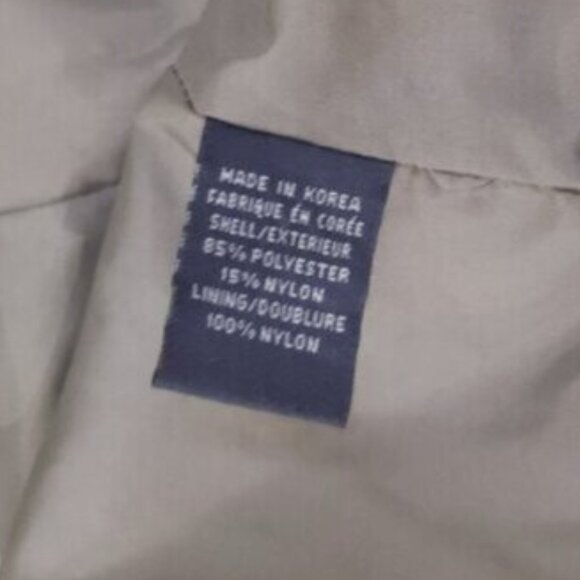 MADE IN KOREA
FABRIQUE EN CORÉE
SHELL/EXTERIEUR
85% POLYESTER
15% NYLON
LINING/DOUBLURE
100% NYLON